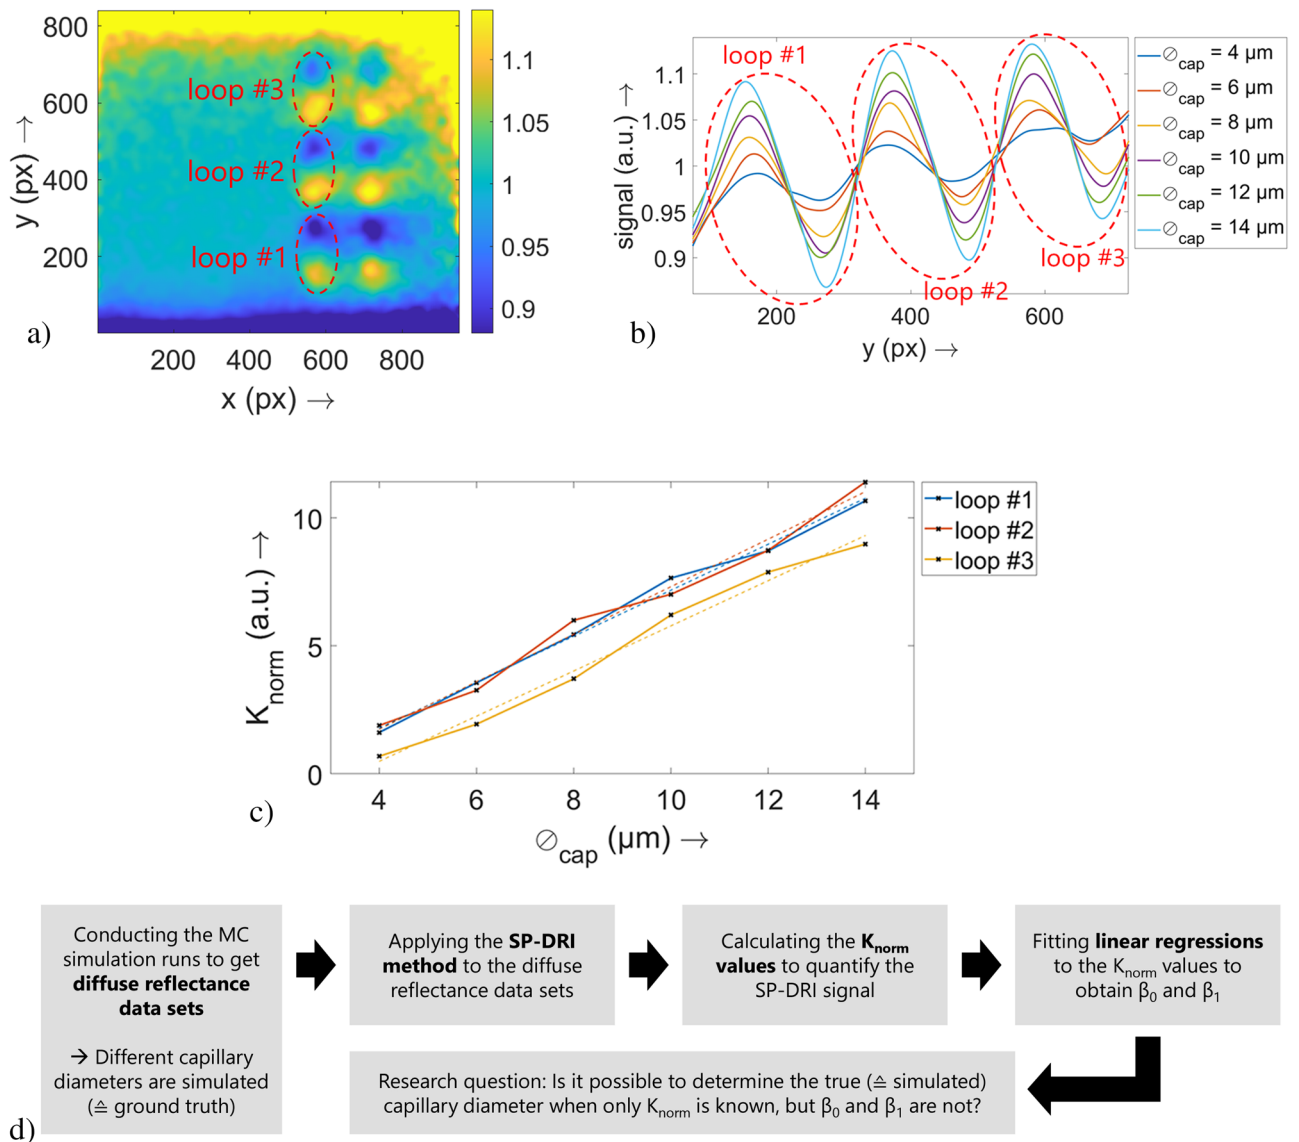 800
600
400
200
y (px) →
loop #3
loop #2
loop #1
1.1
1.05
1
0.95
0.9
200 400 600 800
x (px) →
a)
1.1
1.05
1
0.95
0.9
signal (a.u.) →
loop #1
loop #2
loop #3
200 400 600
y (px) →
b)
∅cap = 4 μm
∅cap = 6 μm
∅cap = 8 μm
∅cap = 10 μm
∅cap = 12 μm
∅cap = 14 μm
10
5
0
Knorm (a.u.) →
loop #1
loop #2
loop #3
4 6 8 10 12 14
∅cap (μm) →
c)
Conducting the MC
simulation runs to get
diffuse reflectance
data sets
→ Different capillary
diameters are simulated
(≙ ground truth)
Applying the SP-DRI
method to the diffuse
reflectance data sets
Calculating the Knorm
values to quantify the
SP-DRI signal
Fitting linear regressions
to the Knorm values to
obtain β0 and β1
Research question: Is it possible to determine the true (≙ simulated)
capillary diameter when only Knorm is known, but β0 and β1 are not?
d)